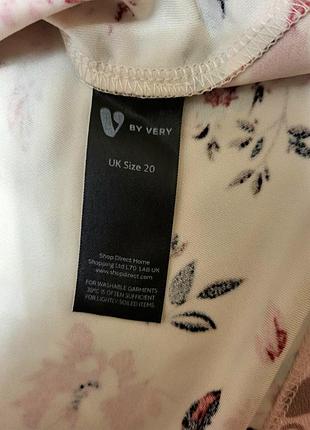 V BY VERY
UK Size 20
Shop Direct Home
Shopping Ltd L70 1AB UK
www.shopdirect.com
FOR WASHABLE GARMENTS
30°C IS OFTEN SUFFICIENT
FOR LIGHTLY SOILED ITEMS